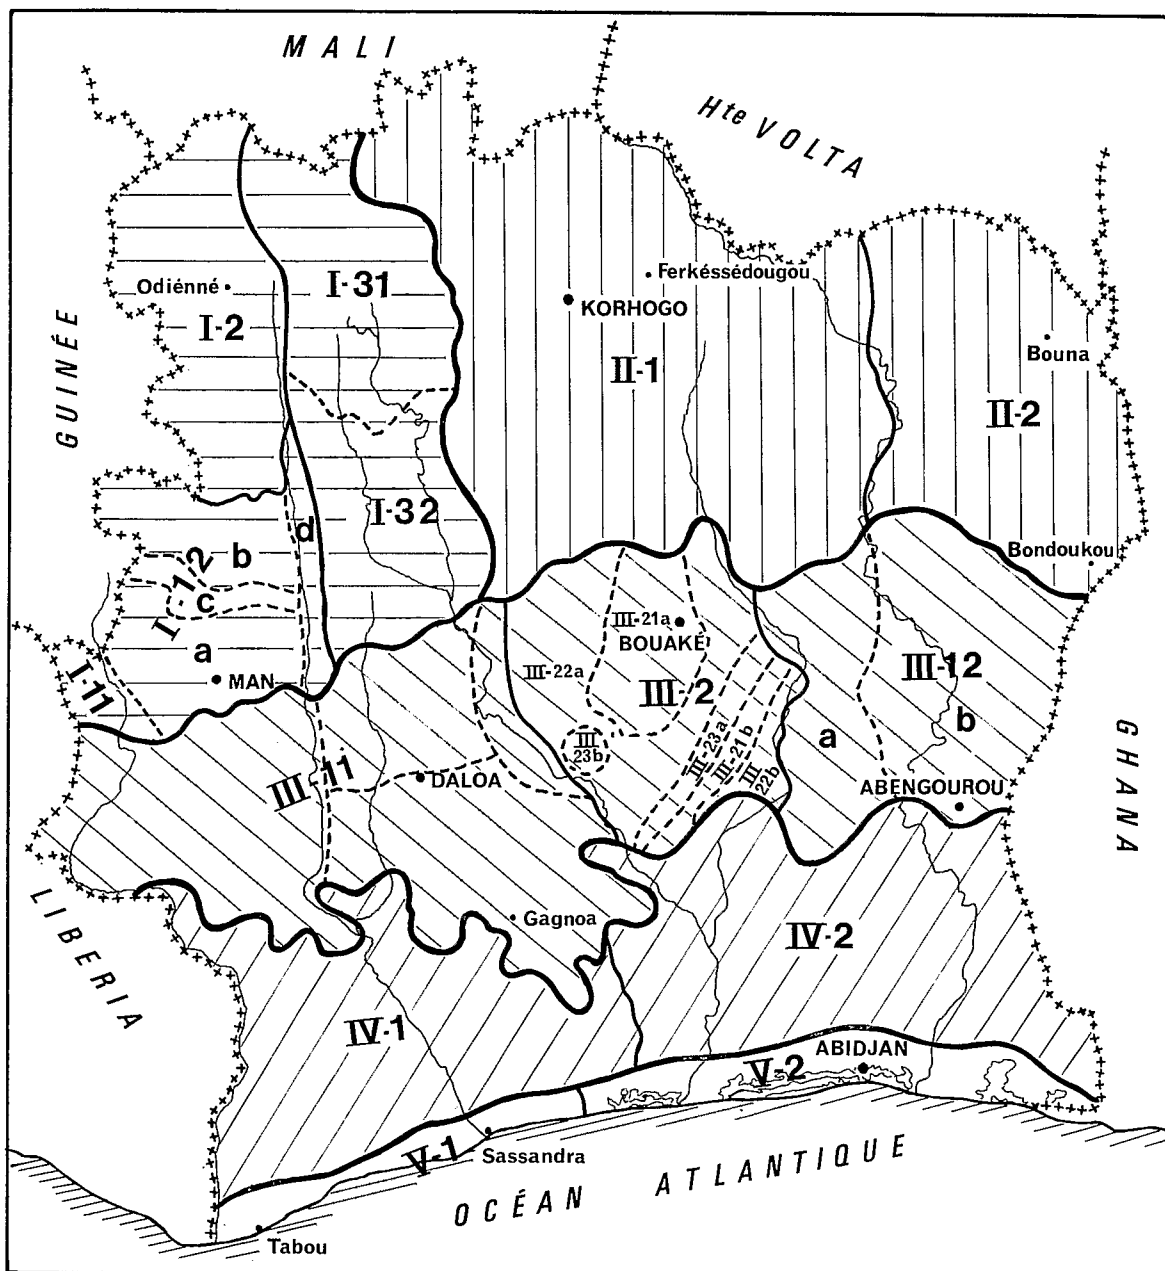 MALI
Hte VOLTA
GUINÉE
Odiénné
I-31
I-2
Ferkéssédougou
KORHOGO
II-1
Bouna
II-2
I-32
d
b
I-12
c
a
Bondoukou
I-11
MAN
III-21a
BOUAKÉ
III-22a
III-2
III-12
a
b
III
23b
III-23a
III-21b
III
22b
III-11
DALOA
ABENGOUROU
GHANA
LIBERIA
Gagnoa
IV-2
IV-1
ABIDJAN
V-2
V-1
Sassandra
OCÉAN ATLANTIQUE
Tabou